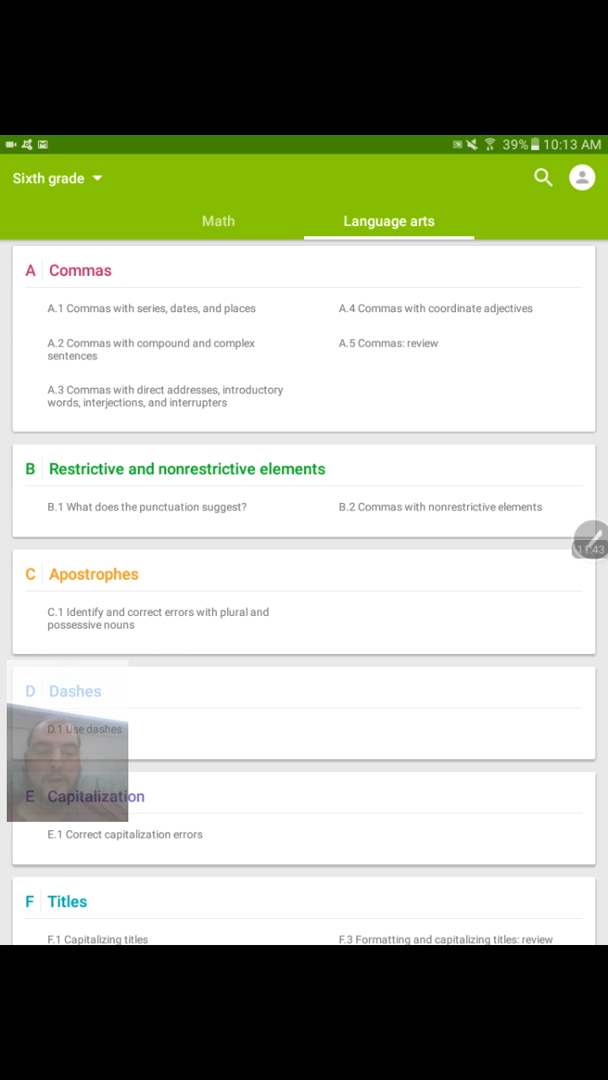 39% 10:13 AM
Sixth grade
Math Language arts
A Commas
A.1 Commas with series, dates, and places
A.4 Commas with coordinate adjectives
A.2 Commas with compound and complex
sentences
A.5 Commas: review
A.3 Commas with direct addresses, introductory
words, interjections, and interrupters
B Restrictive and nonrestrictive elements
B.1 What does the punctuation suggest?
B.2 Commas with nonrestrictive elements
11:43
C Apostrophes
C.1 Identify and correct errors with plural and
possessive nouns
D Dashes
D.1 Use dashes
E Capitalization
E.1 Correct capitalization errors
F Titles
F.1 Capitalizing titles
F.3 Formatting and capitalizing titles: review